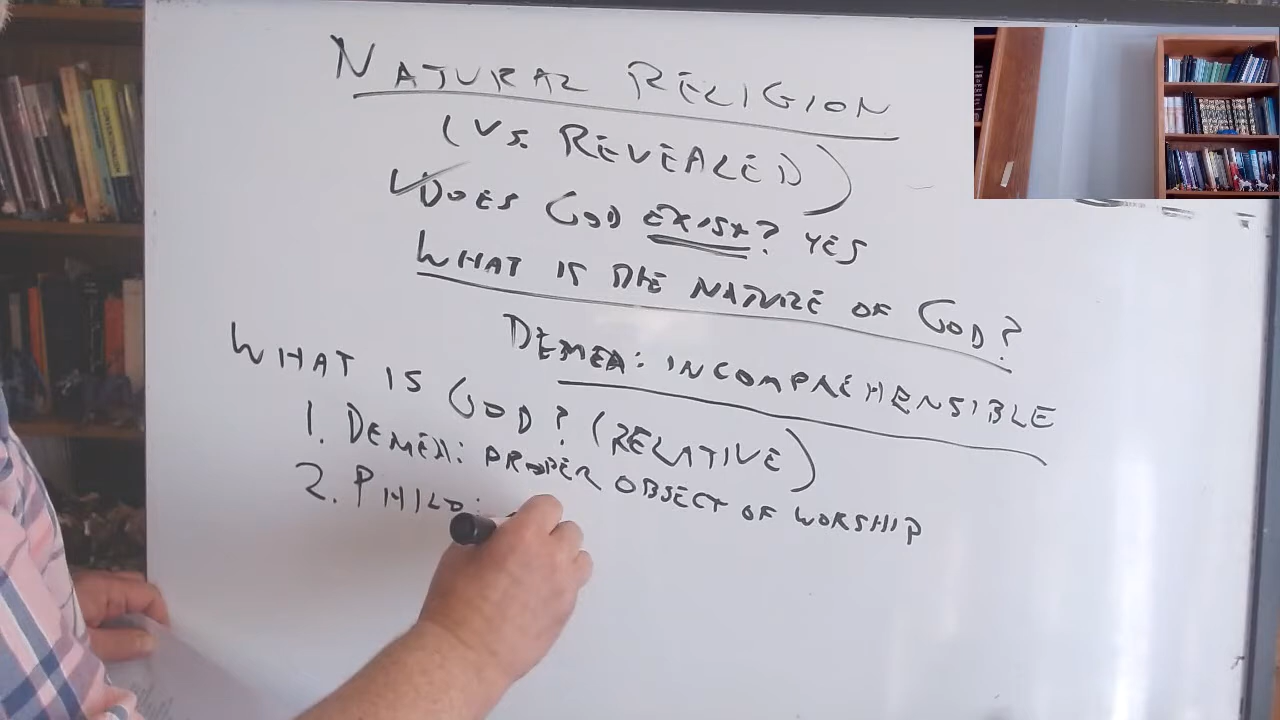 NATURAL RELIGION
(VS. REVEALED)
✓DOES GOD EXIST? YES
WHAT IS THE NATURE OF GOD?
DEMEA: INCOMPREHENSIBLE
WHAT IS GOD? (RELATIVE)
1. DEMEA: PROPER OBJECT OF WORSHIP
2. PHILO: